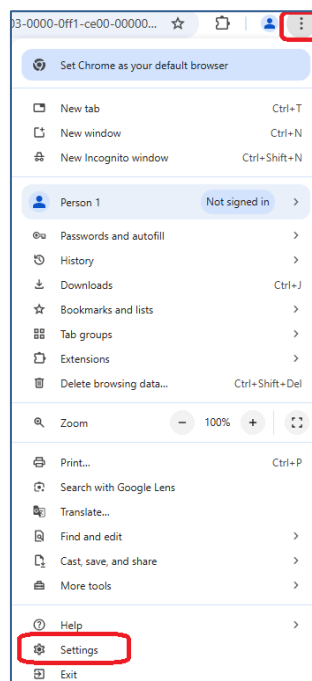 03-0000-0ff1-ce00-00000...
Set Chrome as your default browser
New tab Ctrl+T
New window Ctrl+N
New Incognito window Ctrl+Shift+N
Person 1 Not signed in
Passwords and autofill
History
Downloads Ctrl+J
Bookmarks and lists
Tab groups
Extensions
Delete browsing data... Ctrl+Shift+Del
Zoom − 100% +
Print... Ctrl+P
Search with Google Lens
Translate...
Find and edit
Cast, save, and share
More tools
Help
Settings
Exit